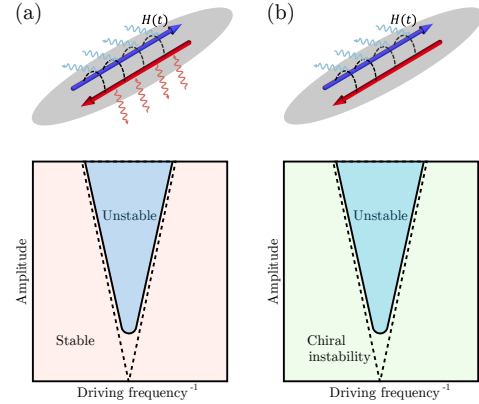 (a)
H(t)
Unstable
Stable
Amplitude
Driving frequency⁻¹
(b)
H(t)
Unstable
Chiral
instability
Amplitude
Driving frequency⁻¹